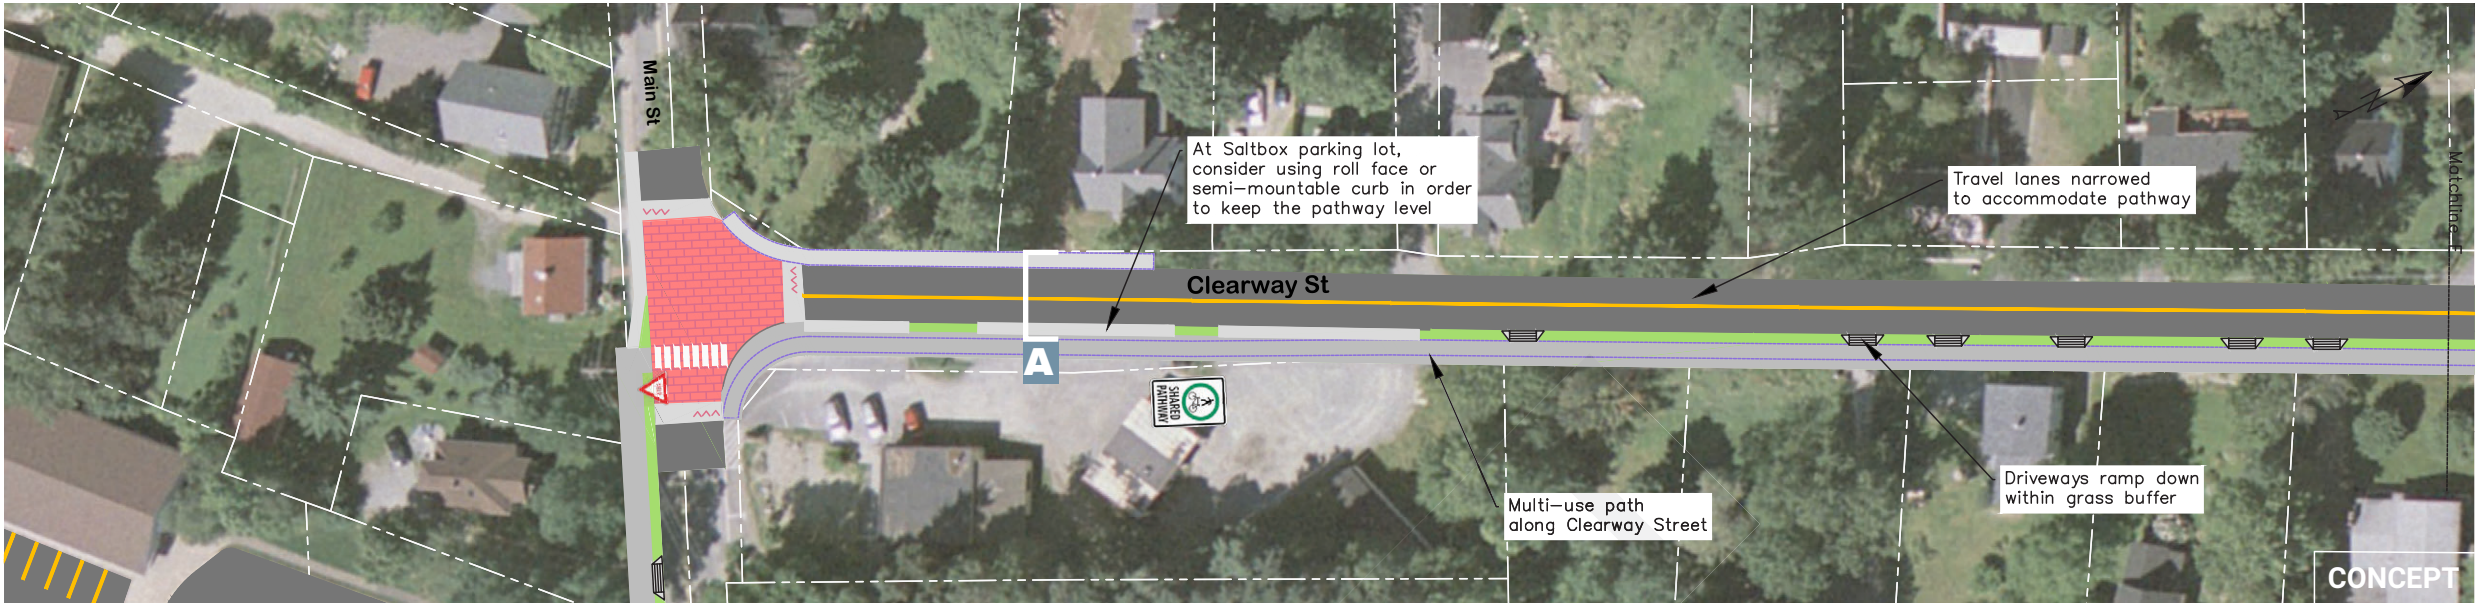 Main St
At Saltbox parking lot,
consider using roll face or
semi-mountable curb in order
to keep the pathway level
Travel lanes narrowed
to accommodate pathway
Clearway St
A
SHARED
PATHWAY
Multi-use path
along Clearway Street
Driveways ramp down
within grass buffer
CONCEPT